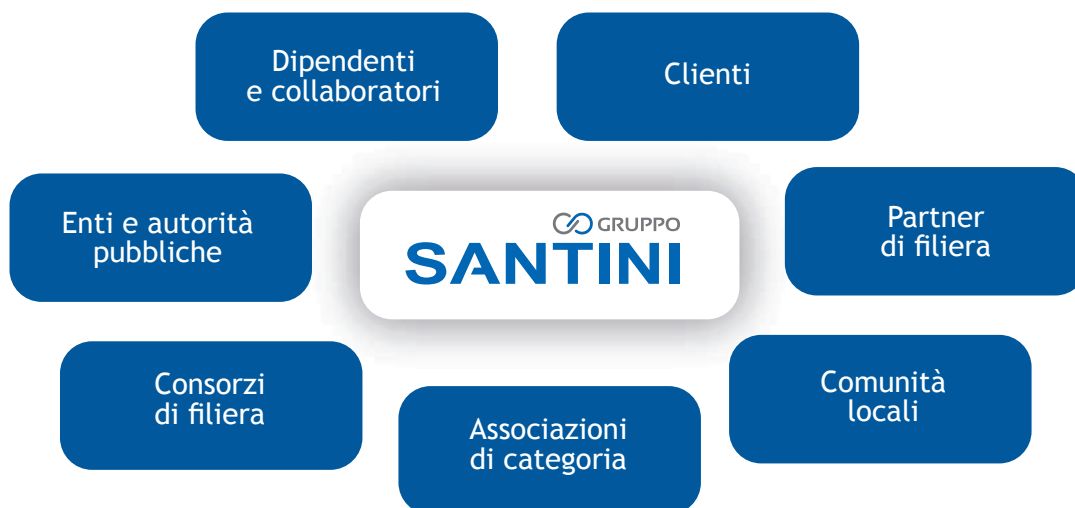 Dipendenti
e collaboratori
Clienti
Enti e autorità
pubbliche
GRUPPO
SANTINI
Partner
di filiera
Consorzi
di filiera
Associazioni
di categoria
Comunità
locali